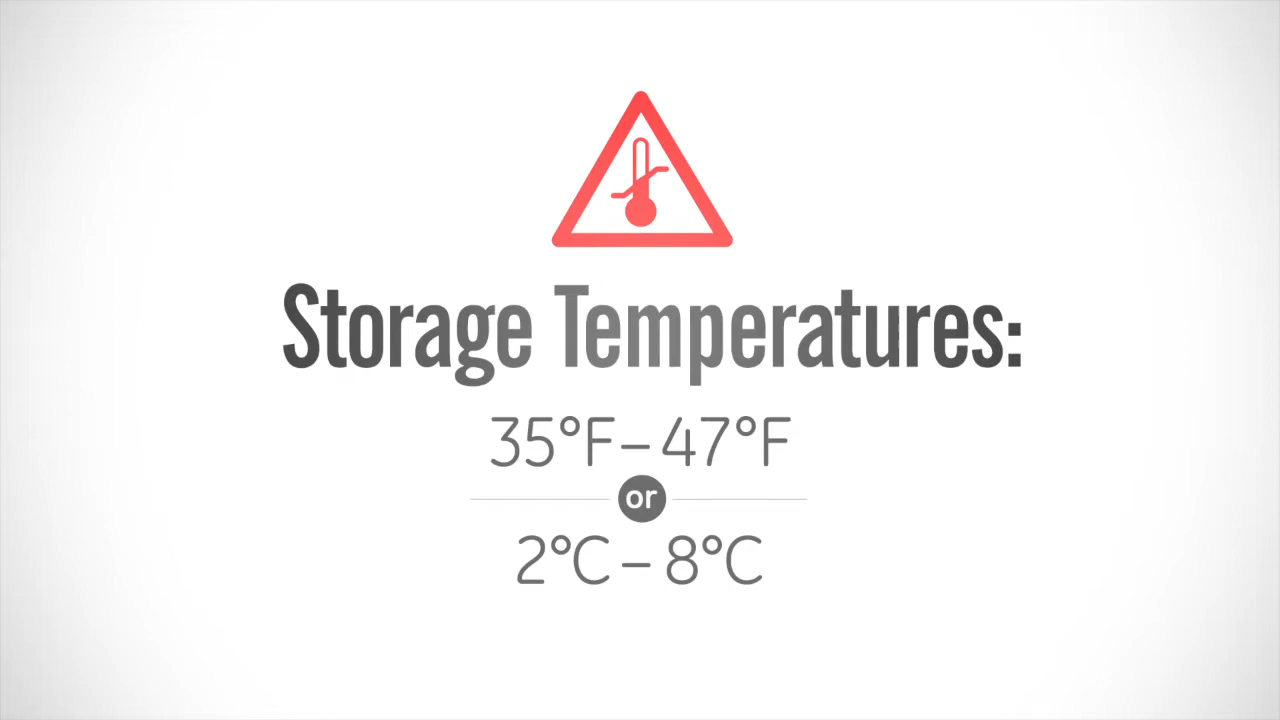 Storage Temperatures:
35°F – 47°F
or
2°C – 8°C